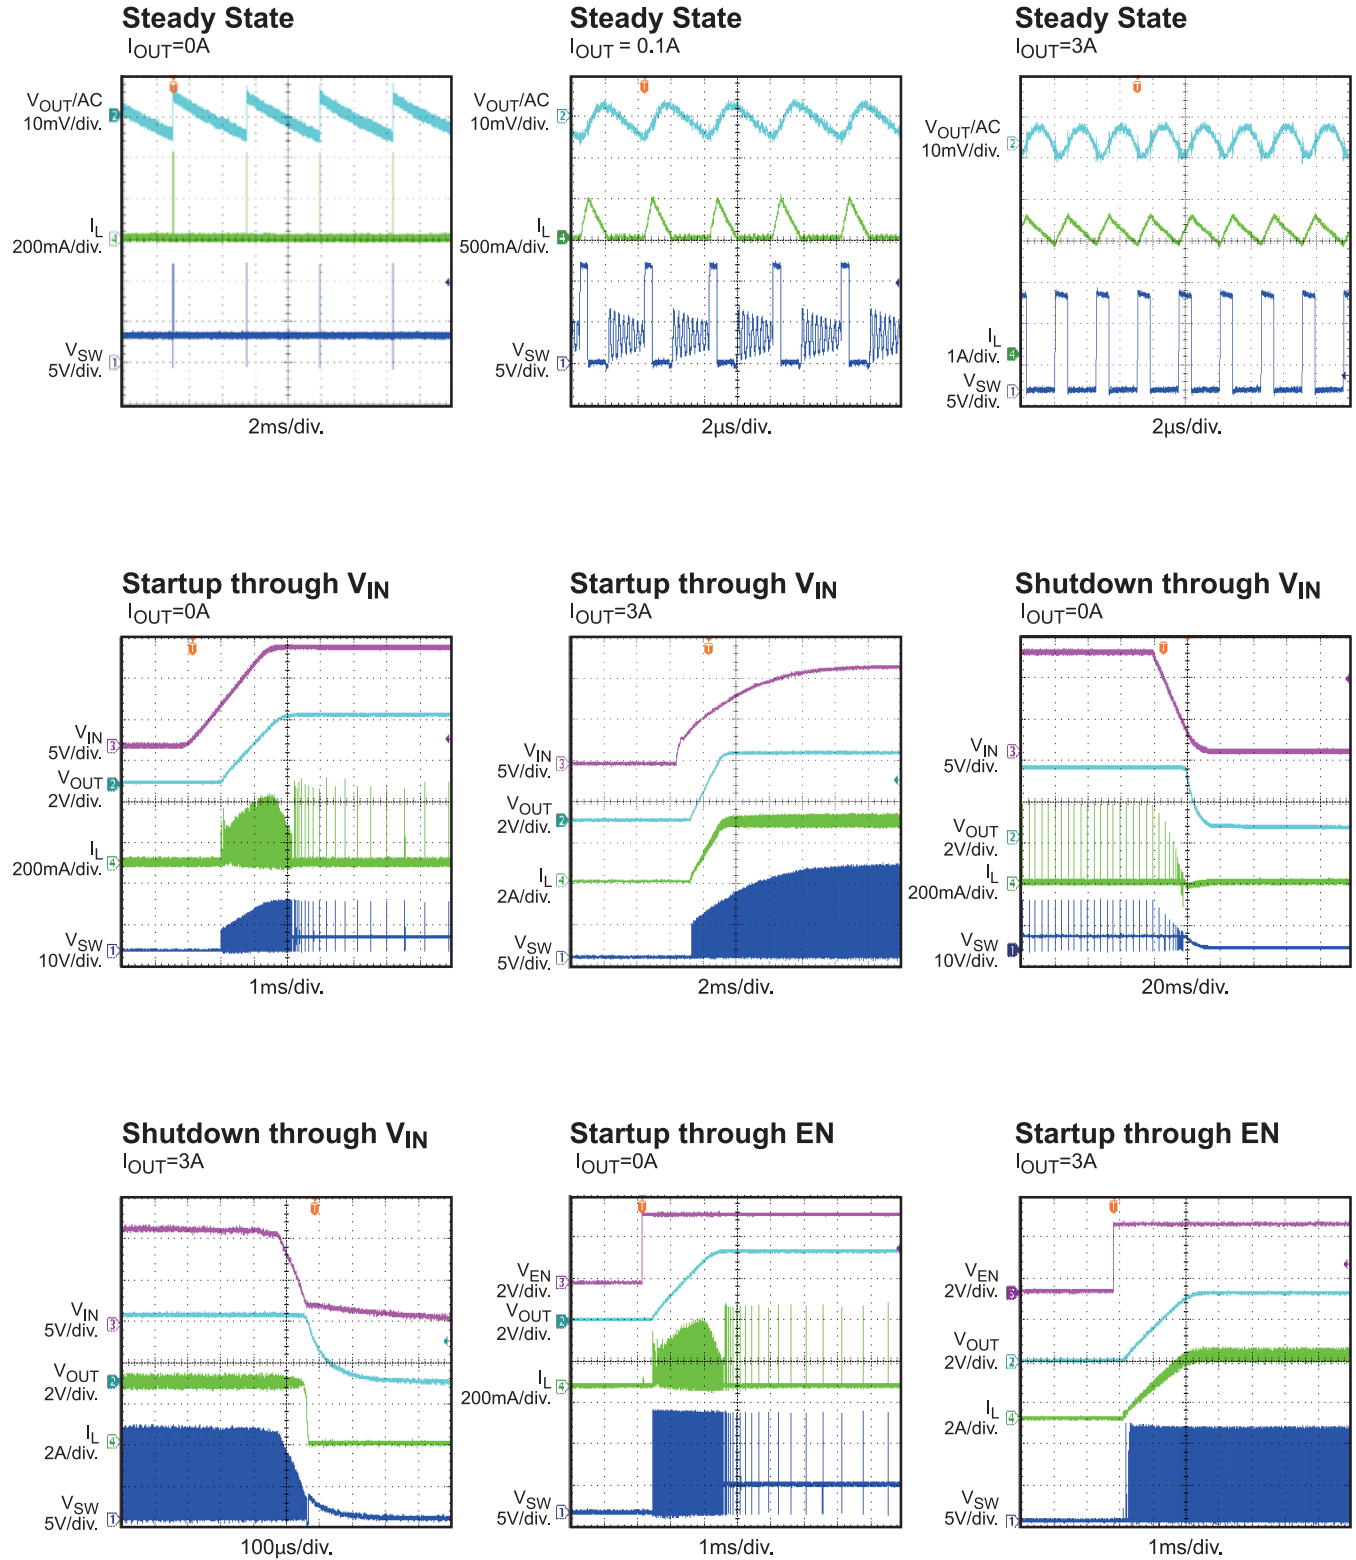 Steady State
IOUT=0A
VOUT/AC
10mV/div.
IL
200mA/div.
VSW
5V/div.
2ms/div.
Steady State
IOUT = 0.1A
VOUT/AC
10mV/div.
IL
500mA/div.
VSW
5V/div.
2µs/div.
Steady State
IOUT=3A
VOUT/AC
10mV/div.
IL
1A/div.
VSW
5V/div.
2µs/div.
Startup through VIN
IOUT=0A
VIN
5V/div.
VOUT
2V/div.
IL
200mA/div.
VSW
10V/div.
1ms/div.
Startup through VIN
IOUT=3A
VIN
5V/div.
VOUT
2V/div.
IL
2A/div.
VSW
5V/div.
2ms/div.
Shutdown through VIN
IOUT=0A
VIN
5V/div.
VOUT
2V/div.
IL
200mA/div.
VSW
10V/div.
20ms/div.
Shutdown through VIN
IOUT=3A
VIN
5V/div.
VOUT
2V/div.
IL
2A/div.
VSW
5V/div.
100µs/div.
Startup through EN
IOUT=0A
VEN
2V/div.
VOUT
2V/div.
IL
200mA/div.
VSW
5V/div.
1ms/div.
Startup through EN
IOUT=3A
VEN
2V/div.
VOUT
2V/div.
IL
2A/div.
VSW
5V/div.
1ms/div.